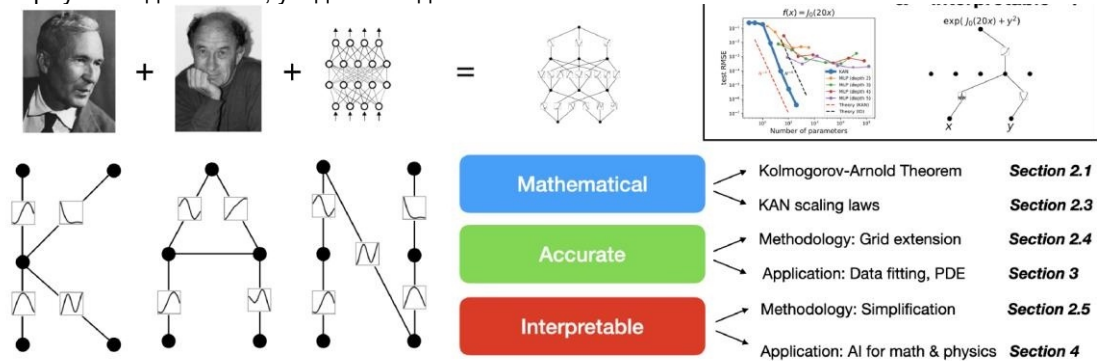 f(x) = J₀(20x)
exp( J₀(20x) + y² )
test RMSE
KAN
MLP (depth 2)
MLP (depth 3)
MLP (depth 4)
MLP (depth 5)
Theory (KAN)
Theory (ID)
Number of parameters
x
y
+
+
=
Mathematical
Kolmogorov-Arnold Theorem Section 2.1
KAN scaling laws Section 2.3
Accurate
Methodology: Grid extension Section 2.4
Application: Data fitting, PDE Section 3
Interpretable
Methodology: Simplification Section 2.5
Application: AI for math & physics Section 4